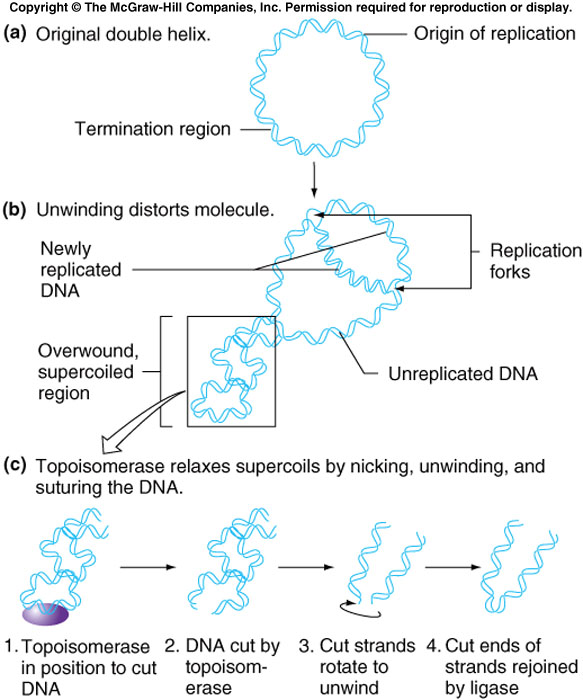 Copyright © The McGraw-Hill Companies, Inc. Permission required for reproduction or display.
(a) Original double helix.
Origin of replication
Termination region
(b) Unwinding distorts molecule.
Newly
replicated
DNA
Replication
forks
Overwound,
supercoiled
region
Unreplicated DNA
(c) Topoisomerase relaxes supercoils by nicking, unwinding, and
suturing the DNA.
1. Topoisomerase
in position to cut
DNA
2. DNA cut by
topoisom-
erase
3. Cut strands
rotate to
unwind
4. Cut ends of
strands rejoined
by ligase